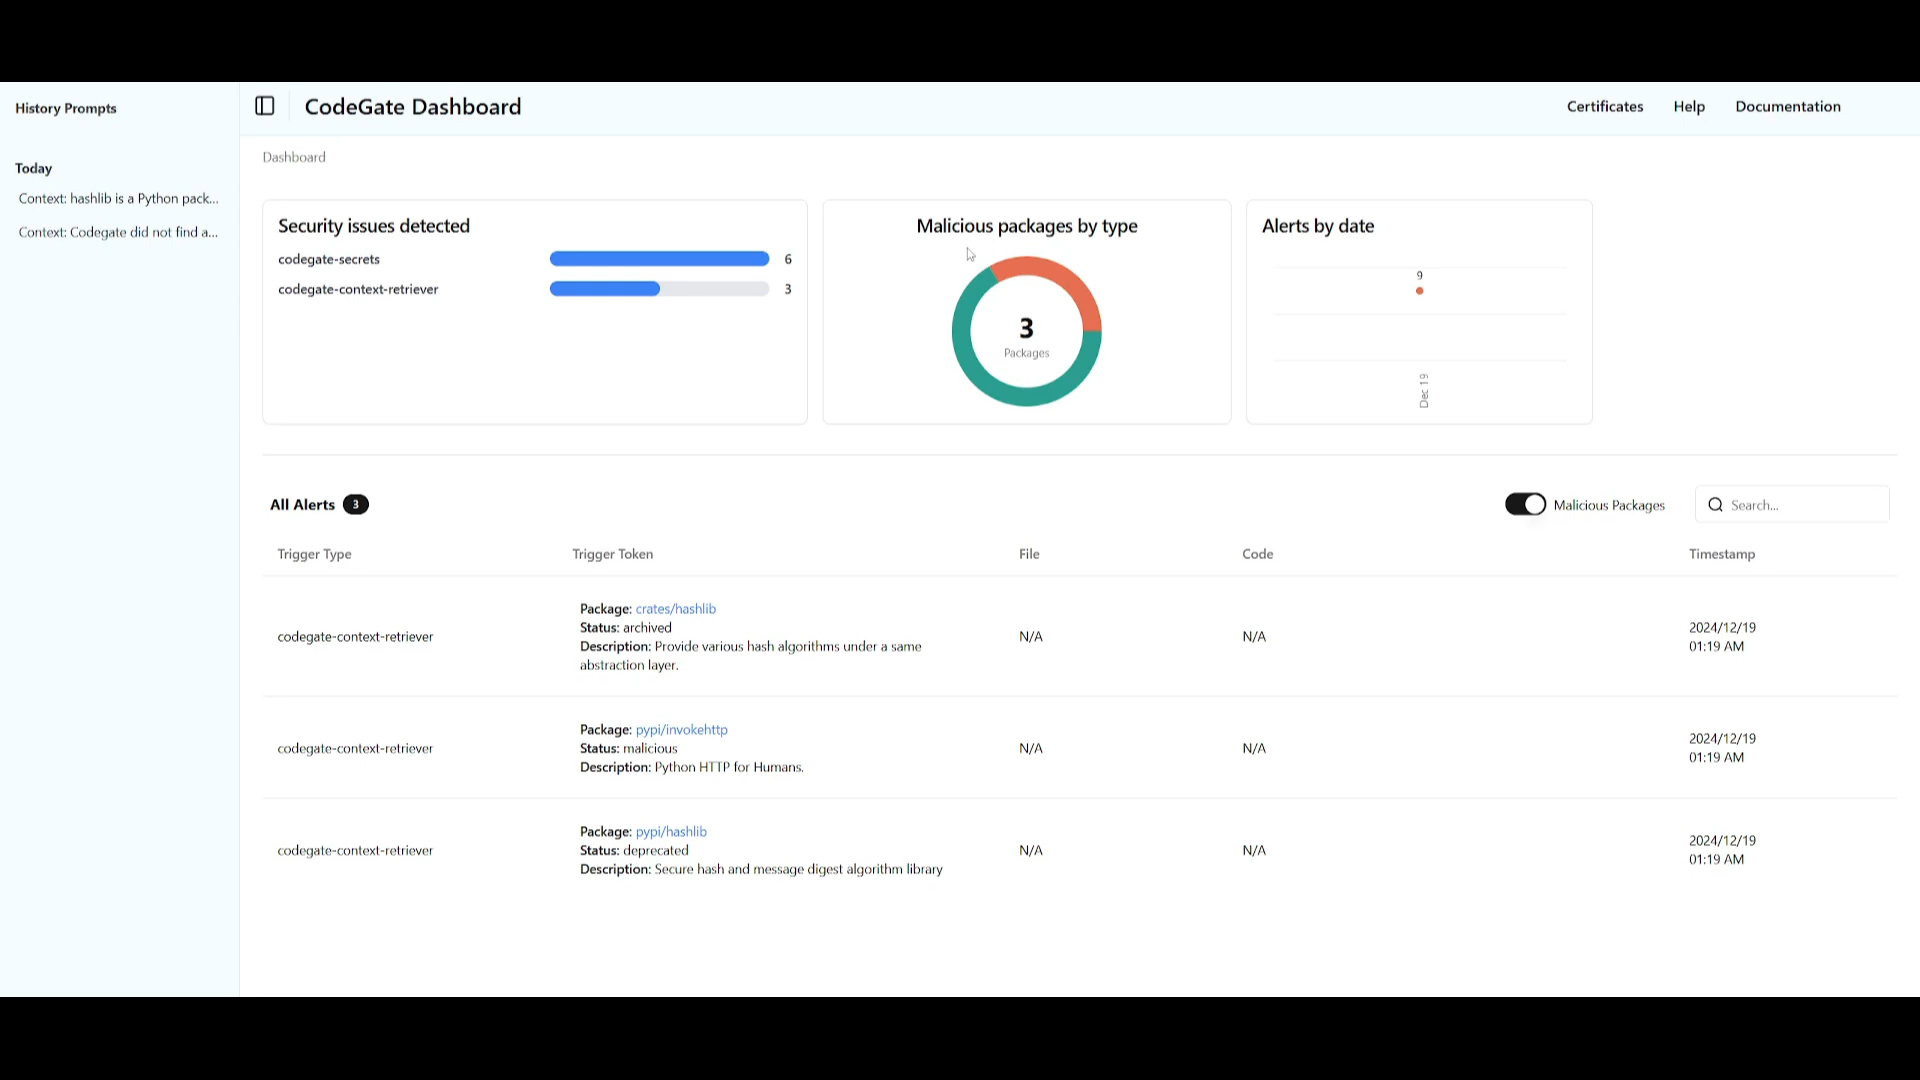 History Prompts
Today
Context: hashlib is a Python pack...
Context: Codegate did not find a...
CodeGate Dashboard
Certificates
Help
Documentation
Dashboard
Security issues detected
codegate-secrets
6
codegate-context-retriever
3
Malicious packages by type
3
Packages
Alerts by date
9
Dec 19
All Alerts
3
Malicious Packages
Search...
Trigger Type
Trigger Token
File
Code
Timestamp
codegate-context-retriever
Package: crates/hashlib
Status: archived
Description: Provide various hash algorithms under a same
abstraction layer.
N/A
N/A
2024/12/19
01:19 AM
codegate-context-retriever
Package: pypi/invokehttp
Status: malicious
Description: Python HTTP for Humans.
N/A
N/A
2024/12/19
01:19 AM
codegate-context-retriever
Package: pypi/hashlib
Status: deprecated
Description: Secure hash and message digest algorithm library
N/A
N/A
2024/12/19
01:19 AM